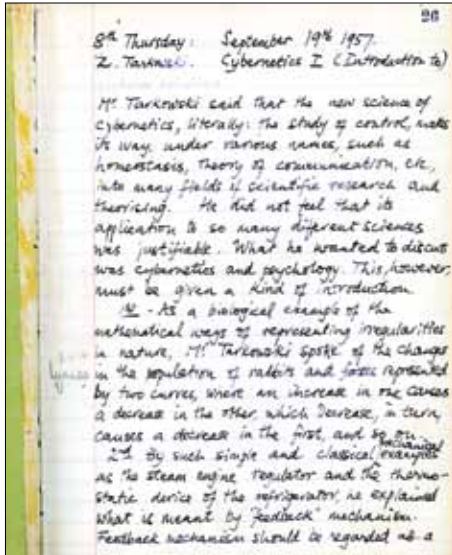 26
8th Thursday: September 19th 1957.
Z. Tarkowski. Cybernetics I (Introduction to)
Mr Tarkowski said that the new science of
cybernetics, literally: the study of control, makes
its way, under various names, such as
homeostasis, theory of communication, etc,
into many fields of scientific research and
theorising. He did not feel that its
application to so many different sciences
was justifiable. What he wanted to discuss
was cybernetics and psychology. This, however,
must be given a kind of introduction.
1st - As a biological example of the
mathematical ways of representing irregularities
in nature, Mr Tarkowski spoke of the changes
in the population of rabbits and foxes represented
by two curves, where an increase in one causes
a decrease in the other, which decrease, in turn,
causes a decrease in the first, and so on.
2nd By such simple and classical mechanical examples
as the steam engine regulator and the thermo-
static device of the refrigerator, he explained
what is meant by "feedback" mechanism.
Feedback mechanism should be regarded as a